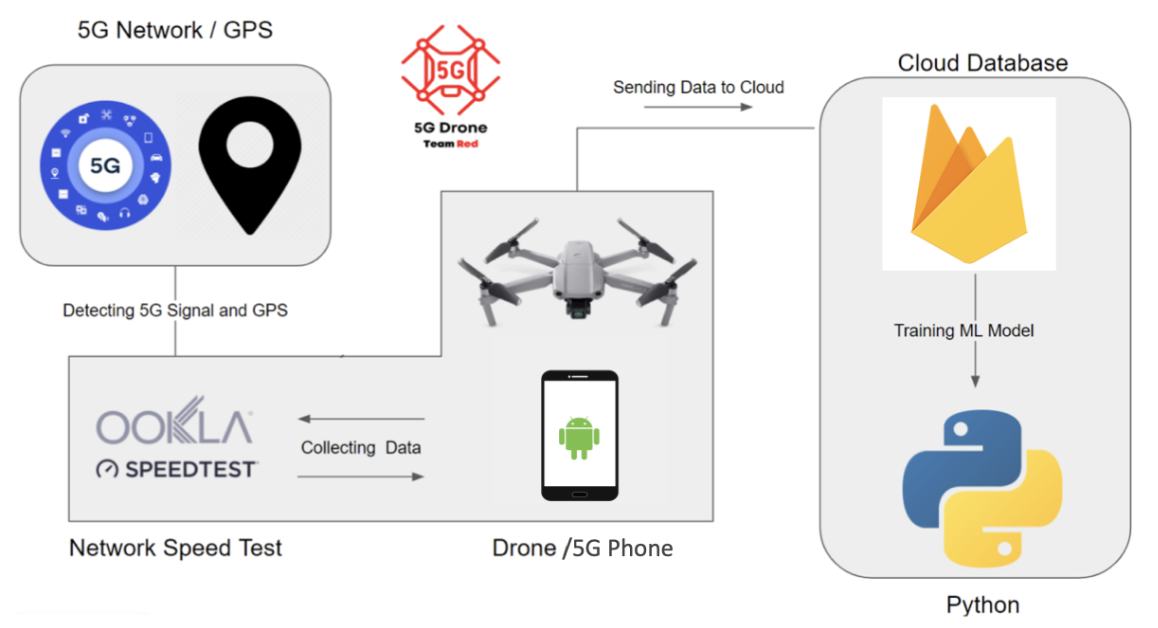 5G Network / GPS
5G
5G
5G Drone
Team Red
Sending Data to Cloud
Cloud Database
Detecting 5G Signal and GPS
Training ML Model
OOKLA
SPEEDTEST
Collecting Data
Network Speed Test
Drone /5G Phone
Python